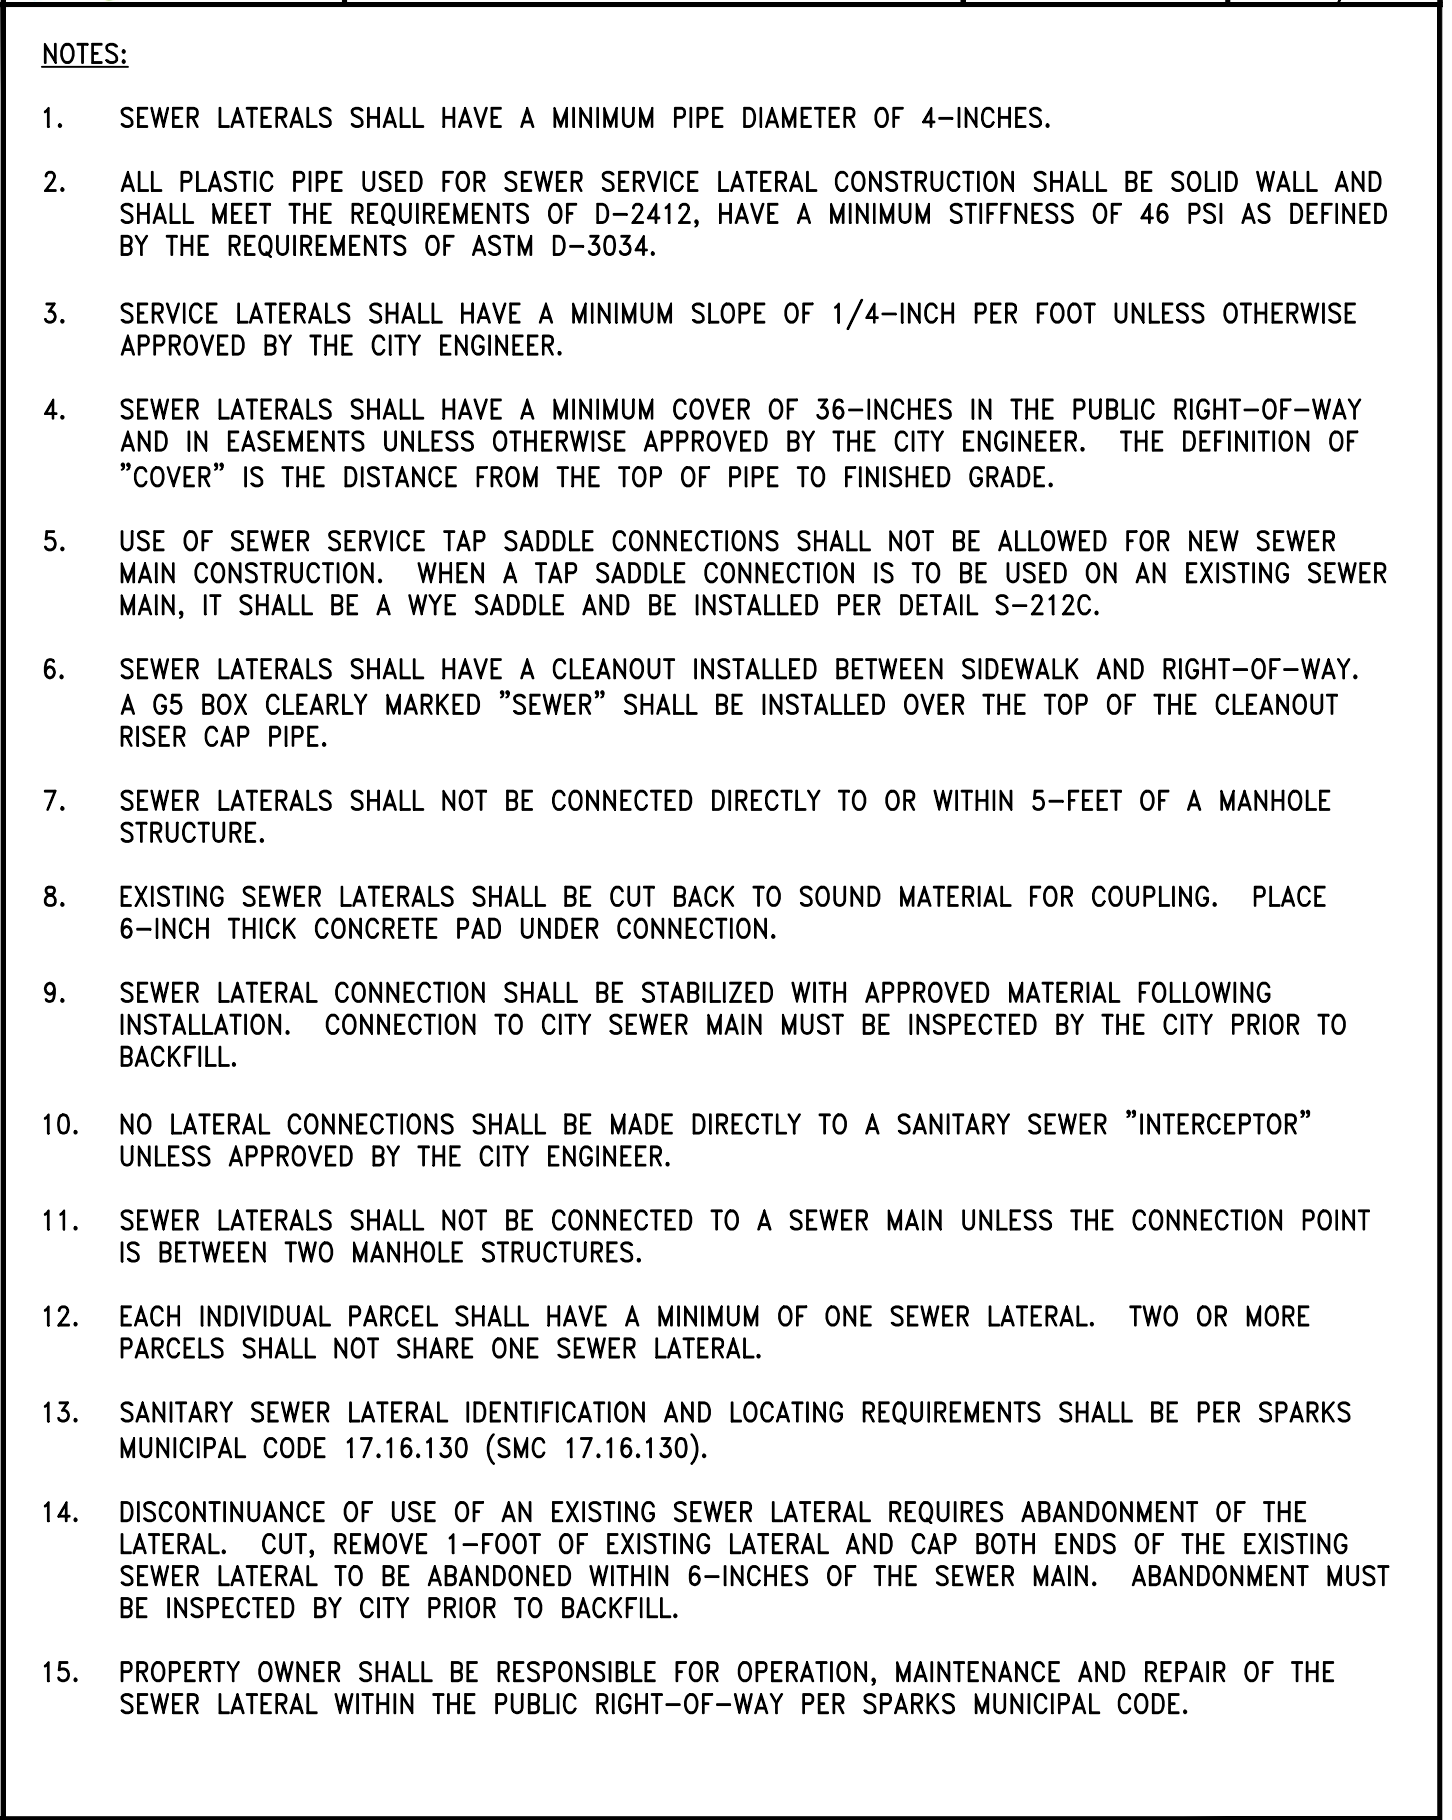 NOTES:
1. SEWER LATERALS SHALL HAVE A MINIMUM PIPE DIAMETER OF 4-INCHES.
2. ALL PLASTIC PIPE USED FOR SEWER SERVICE LATERAL CONSTRUCTION SHALL BE SOLID WALL AND
SHALL MEET THE REQUIREMENTS OF D-2412, HAVE A MINIMUM STIFFNESS OF 46 PSI AS DEFINED
BY THE REQUIREMENTS OF ASTM D-3034.
3. SERVICE LATERALS SHALL HAVE A MINIMUM SLOPE OF 1/4-INCH PER FOOT UNLESS OTHERWISE
APPROVED BY THE CITY ENGINEER.
4. SEWER LATERALS SHALL HAVE A MINIMUM COVER OF 36-INCHES IN THE PUBLIC RIGHT-OF-WAY
AND IN EASEMENTS UNLESS OTHERWISE APPROVED BY THE CITY ENGINEER. THE DEFINITION OF
"COVER" IS THE DISTANCE FROM THE TOP OF PIPE TO FINISHED GRADE.
5. USE OF SEWER SERVICE TAP SADDLE CONNECTIONS SHALL NOT BE ALLOWED FOR NEW SEWER
MAIN CONSTRUCTION. WHEN A TAP SADDLE CONNECTION IS TO BE USED ON AN EXISTING SEWER
MAIN, IT SHALL BE A WYE SADDLE AND BE INSTALLED PER DETAIL S-212C.
6. SEWER LATERALS SHALL HAVE A CLEANOUT INSTALLED BETWEEN SIDEWALK AND RIGHT-OF-WAY.
A G5 BOX CLEARLY MARKED "SEWER" SHALL BE INSTALLED OVER THE TOP OF THE CLEANOUT
RISER CAP PIPE.
7. SEWER LATERALS SHALL NOT BE CONNECTED DIRECTLY TO OR WITHIN 5-FEET OF A MANHOLE
STRUCTURE.
8. EXISTING SEWER LATERALS SHALL BE CUT BACK TO SOUND MATERIAL FOR COUPLING. PLACE
6-INCH THICK CONCRETE PAD UNDER CONNECTION.
9. SEWER LATERAL CONNECTION SHALL BE STABILIZED WITH APPROVED MATERIAL FOLLOWING
INSTALLATION. CONNECTION TO CITY SEWER MAIN MUST BE INSPECTED BY THE CITY PRIOR TO
BACKFILL.
10. NO LATERAL CONNECTIONS SHALL BE MADE DIRECTLY TO A SANITARY SEWER "INTERCEPTOR"
UNLESS APPROVED BY THE CITY ENGINEER.
11. SEWER LATERALS SHALL NOT BE CONNECTED TO A SEWER MAIN UNLESS THE CONNECTION POINT
IS BETWEEN TWO MANHOLE STRUCTURES.
12. EACH INDIVIDUAL PARCEL SHALL HAVE A MINIMUM OF ONE SEWER LATERAL. TWO OR MORE
PARCELS SHALL NOT SHARE ONE SEWER LATERAL.
13. SANITARY SEWER LATERAL IDENTIFICATION AND LOCATING REQUIREMENTS SHALL BE PER SPARKS
MUNICIPAL CODE 17.16.130 (SMC 17.16.130).
14. DISCONTINUANCE OF USE OF AN EXISTING SEWER LATERAL REQUIRES ABANDONMENT OF THE
LATERAL. CUT, REMOVE 1-FOOT OF EXISTING LATERAL AND CAP BOTH ENDS OF THE EXISTING
SEWER LATERAL TO BE ABANDONED WITHIN 6-INCHES OF THE SEWER MAIN. ABANDONMENT MUST
BE INSPECTED BY CITY PRIOR TO BACKFILL.
15. PROPERTY OWNER SHALL BE RESPONSIBLE FOR OPERATION, MAINTENANCE AND REPAIR OF THE
SEWER LATERAL WITHIN THE PUBLIC RIGHT-OF-WAY PER SPARKS MUNICIPAL CODE.